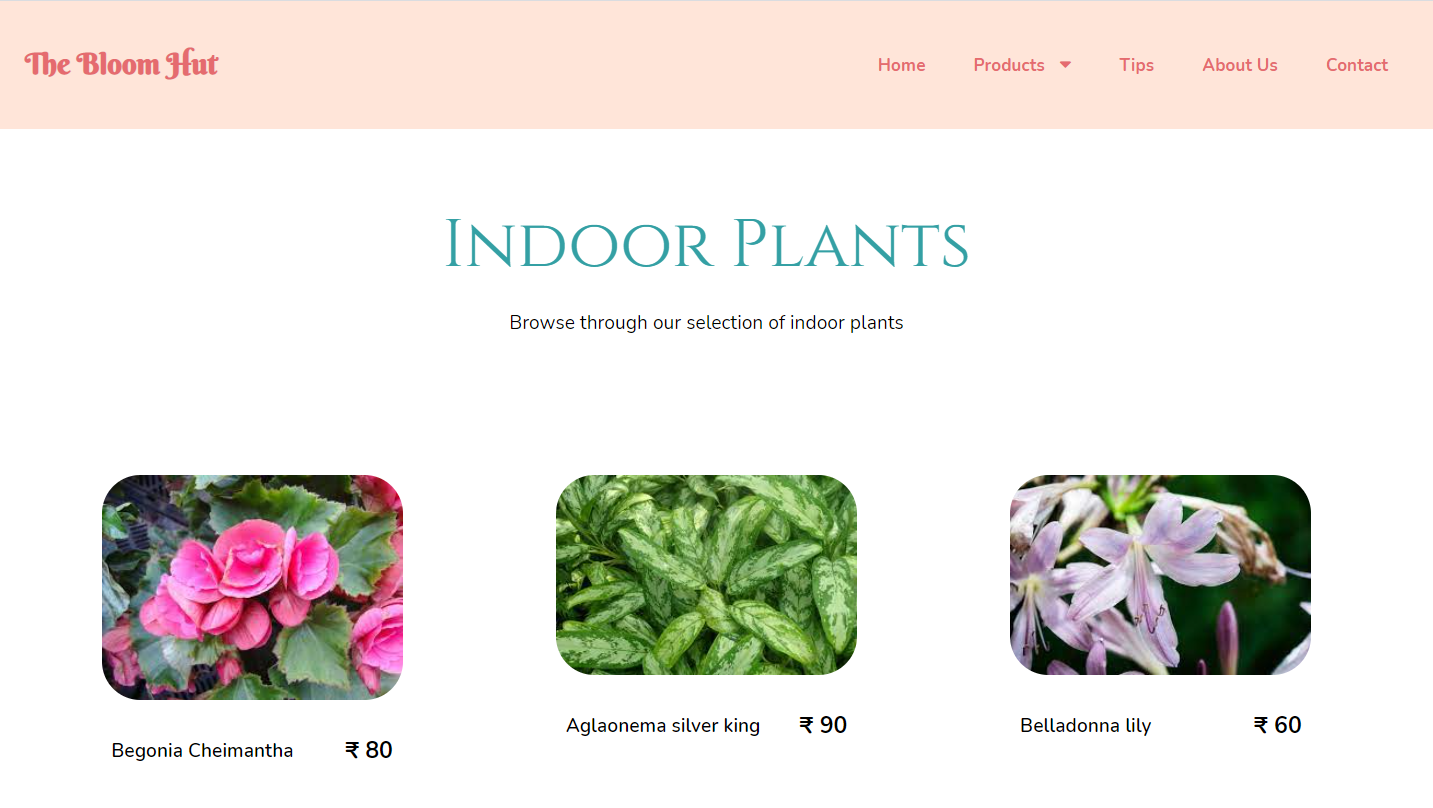 The Bloom Hut
Home Products Tips About Us Contact
Indoor Plants
Browse through our selection of indoor plants
Begonia Cheimantha ₹ 80
Aglaonema silver king ₹ 90
Belladonna lily ₹ 60